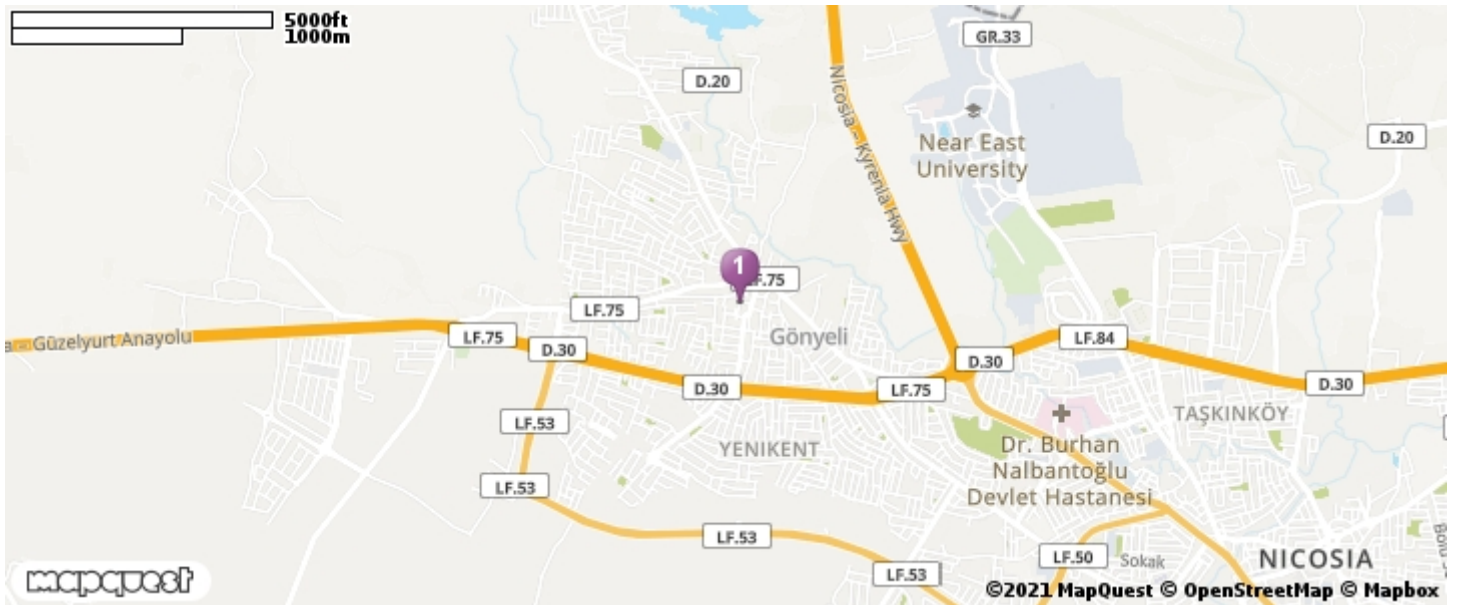 5000ft
1000m
GR.33
D.20
Nicosia - Kyrenia Hwy
Near East
University
D.20
1
LF.75
LF.75
Gönyeli
a - Güzelyurt Anayolu
LF.75
D.30
D.30
LF.84
D.30
D.30
LF.75
LF.53
YENIKENT
TAŞKINKÖY
Dr. Burhan
Nalbantoğlu
Devlet Hastanesi
LF.53
LF.53
LF.50
Sokak
NICOSIA
LF.53
mapquest
©2021 MapQuest © OpenStreetMap © Mapbox